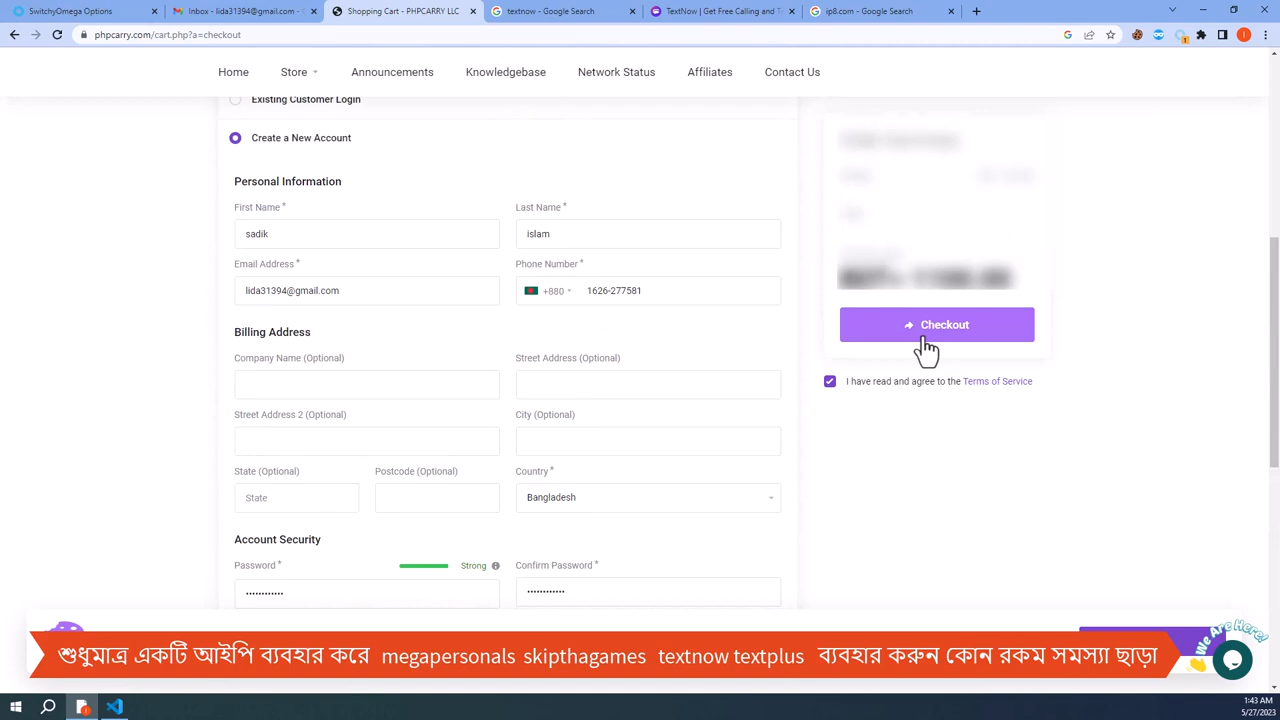 SwitchyOmega Options
Inbox - lida31394@gmail.com
Shopping Cart - PHPCARRY LLC
textnow - Google Search
TextNow | Get Free Calling and T
ip8.com - Google Search
phpcarry.com/cart.php?a=checkout
Home Store Announcements Knowledgebase Network Status Affiliates Contact Us
Existing Customer Login
Create a New Account
Personal Information
First Name * Last Name *
sadik islam
Email Address * Phone Number *
lida31394@gmail.com +880 1626-277581
Checkout
Billing Address
Company Name (Optional) Street Address (Optional)
I have read and agree to the Terms of Service
Street Address 2 (Optional) City (Optional)
State (Optional) Postcode (Optional) Country *
State Bangladesh
Account Security
Password * Strong Confirm Password *
•••••••••••• ••••••••••••
We Are Here!
শুধুমাত্র একটি আইপি ব্যবহার করে megapersonals skipthagames textnow textplus ব্যবহার করুন কোন রকম সমস্যা ছাড়া
1:43 AM
5/27/2023